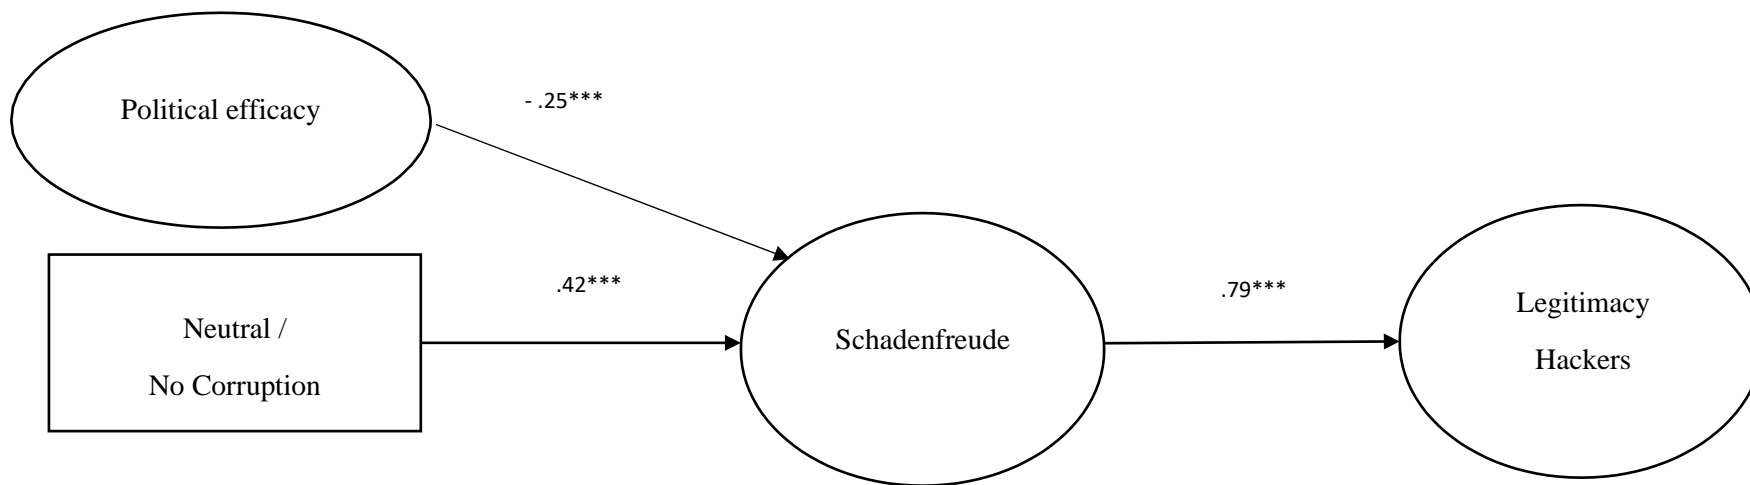 Political efficacy
- .25***
.42***
Neutral /
No Corruption
Schadenfreude
.79***
Legitimacy
Hackers